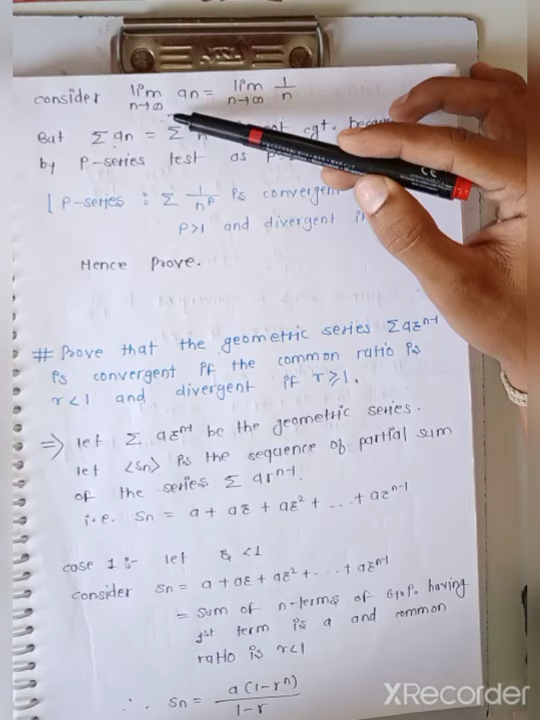 consider lim n→∞ an = lim n→∞ 1/n
But Σ an = Σ n cgt.
by P-series test as P-
[ P-series : Σ 1/n^p is convergen
P>1 and divergent i
Hence Prove.
# Prove that the geometric series Σ ar^n-1
is convergent if the common ratio is
r<1 and divergent if r ⩾ 1.
⇒ let Σ ar^n-1 be the geometric series.
let <Sn> is the sequence of partial sum
of the series Σ ar^n-1.
i.e. Sn = a + ar + ar² + ... + ar^n-1
case 1 :- let r < 1
Consider Sn = a + ar + ar² + ... + ar^n-1
= sum of n-terms of G.P. having
1st term is a and common
ratio is r<1
∴ Sn = a(1-r^n)/1-r
XRecorder